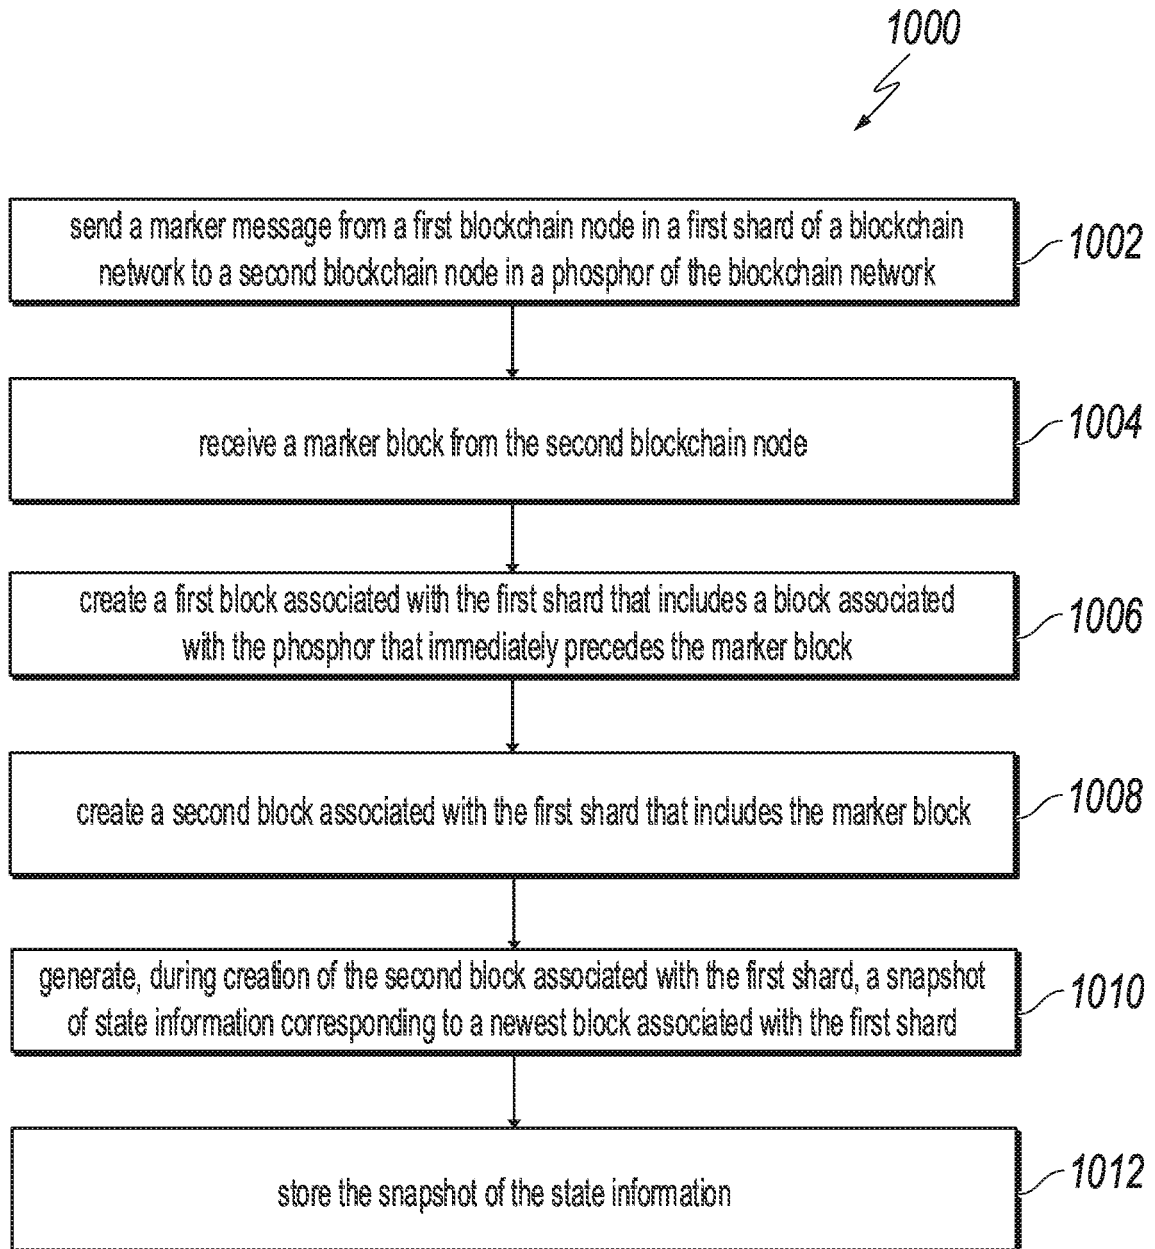 1000
send a marker message from a first blockchain node in a first shard of a blockchain
network to a second blockchain node in a phosphor of the blockchain network
1002
receive a marker block from the second blockchain node
1004
create a first block associated with the first shard that includes a block associated
with the phosphor that immediately precedes the marker block
1006
create a second block associated with the first shard that includes the marker block
1008
generate, during creation of the second block associated with the first shard, a snapshot
of state information corresponding to a newest block associated with the first shard
1010
store the snapshot of the state information
1012